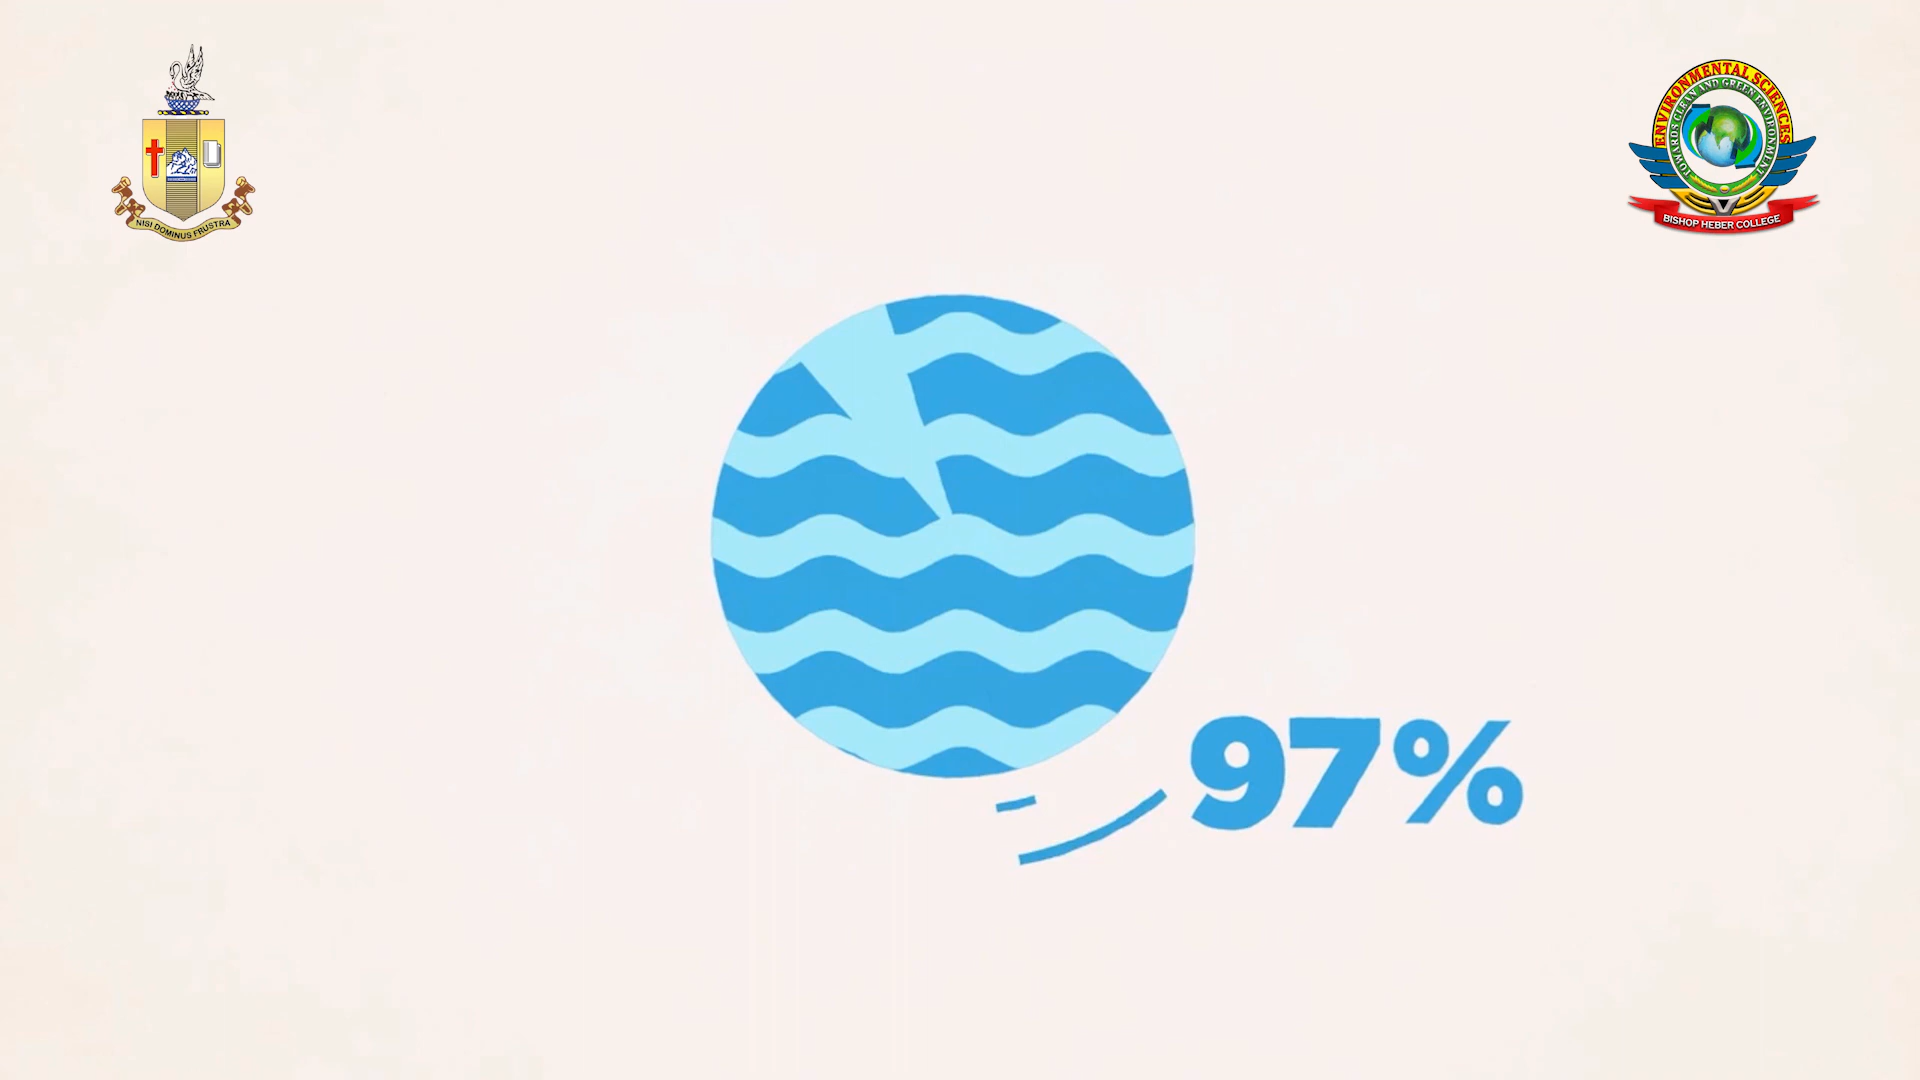 NISI DOMINUS FRUSTRA
ENVIRONMENTAL SCIENCES
TOWARDS CLEAN AND GREEN ENVIRONMENT
BISHOP HEBER COLLEGE
97%